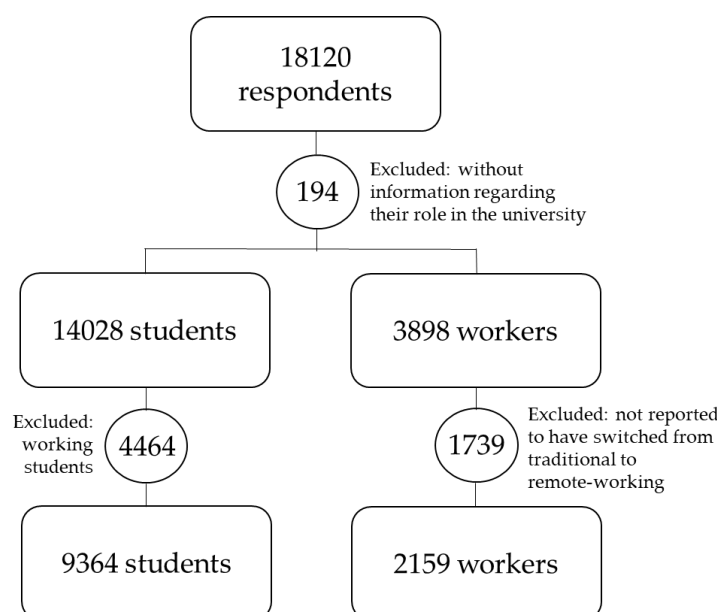 18120
respondents
194
Excluded: without
information regarding
their role in the university
14028 students
3898 workers
Excluded:
working
students
4464
1739
Excluded: not reported
to have switched from
traditional to
remote-working
9364 students
2159 workers